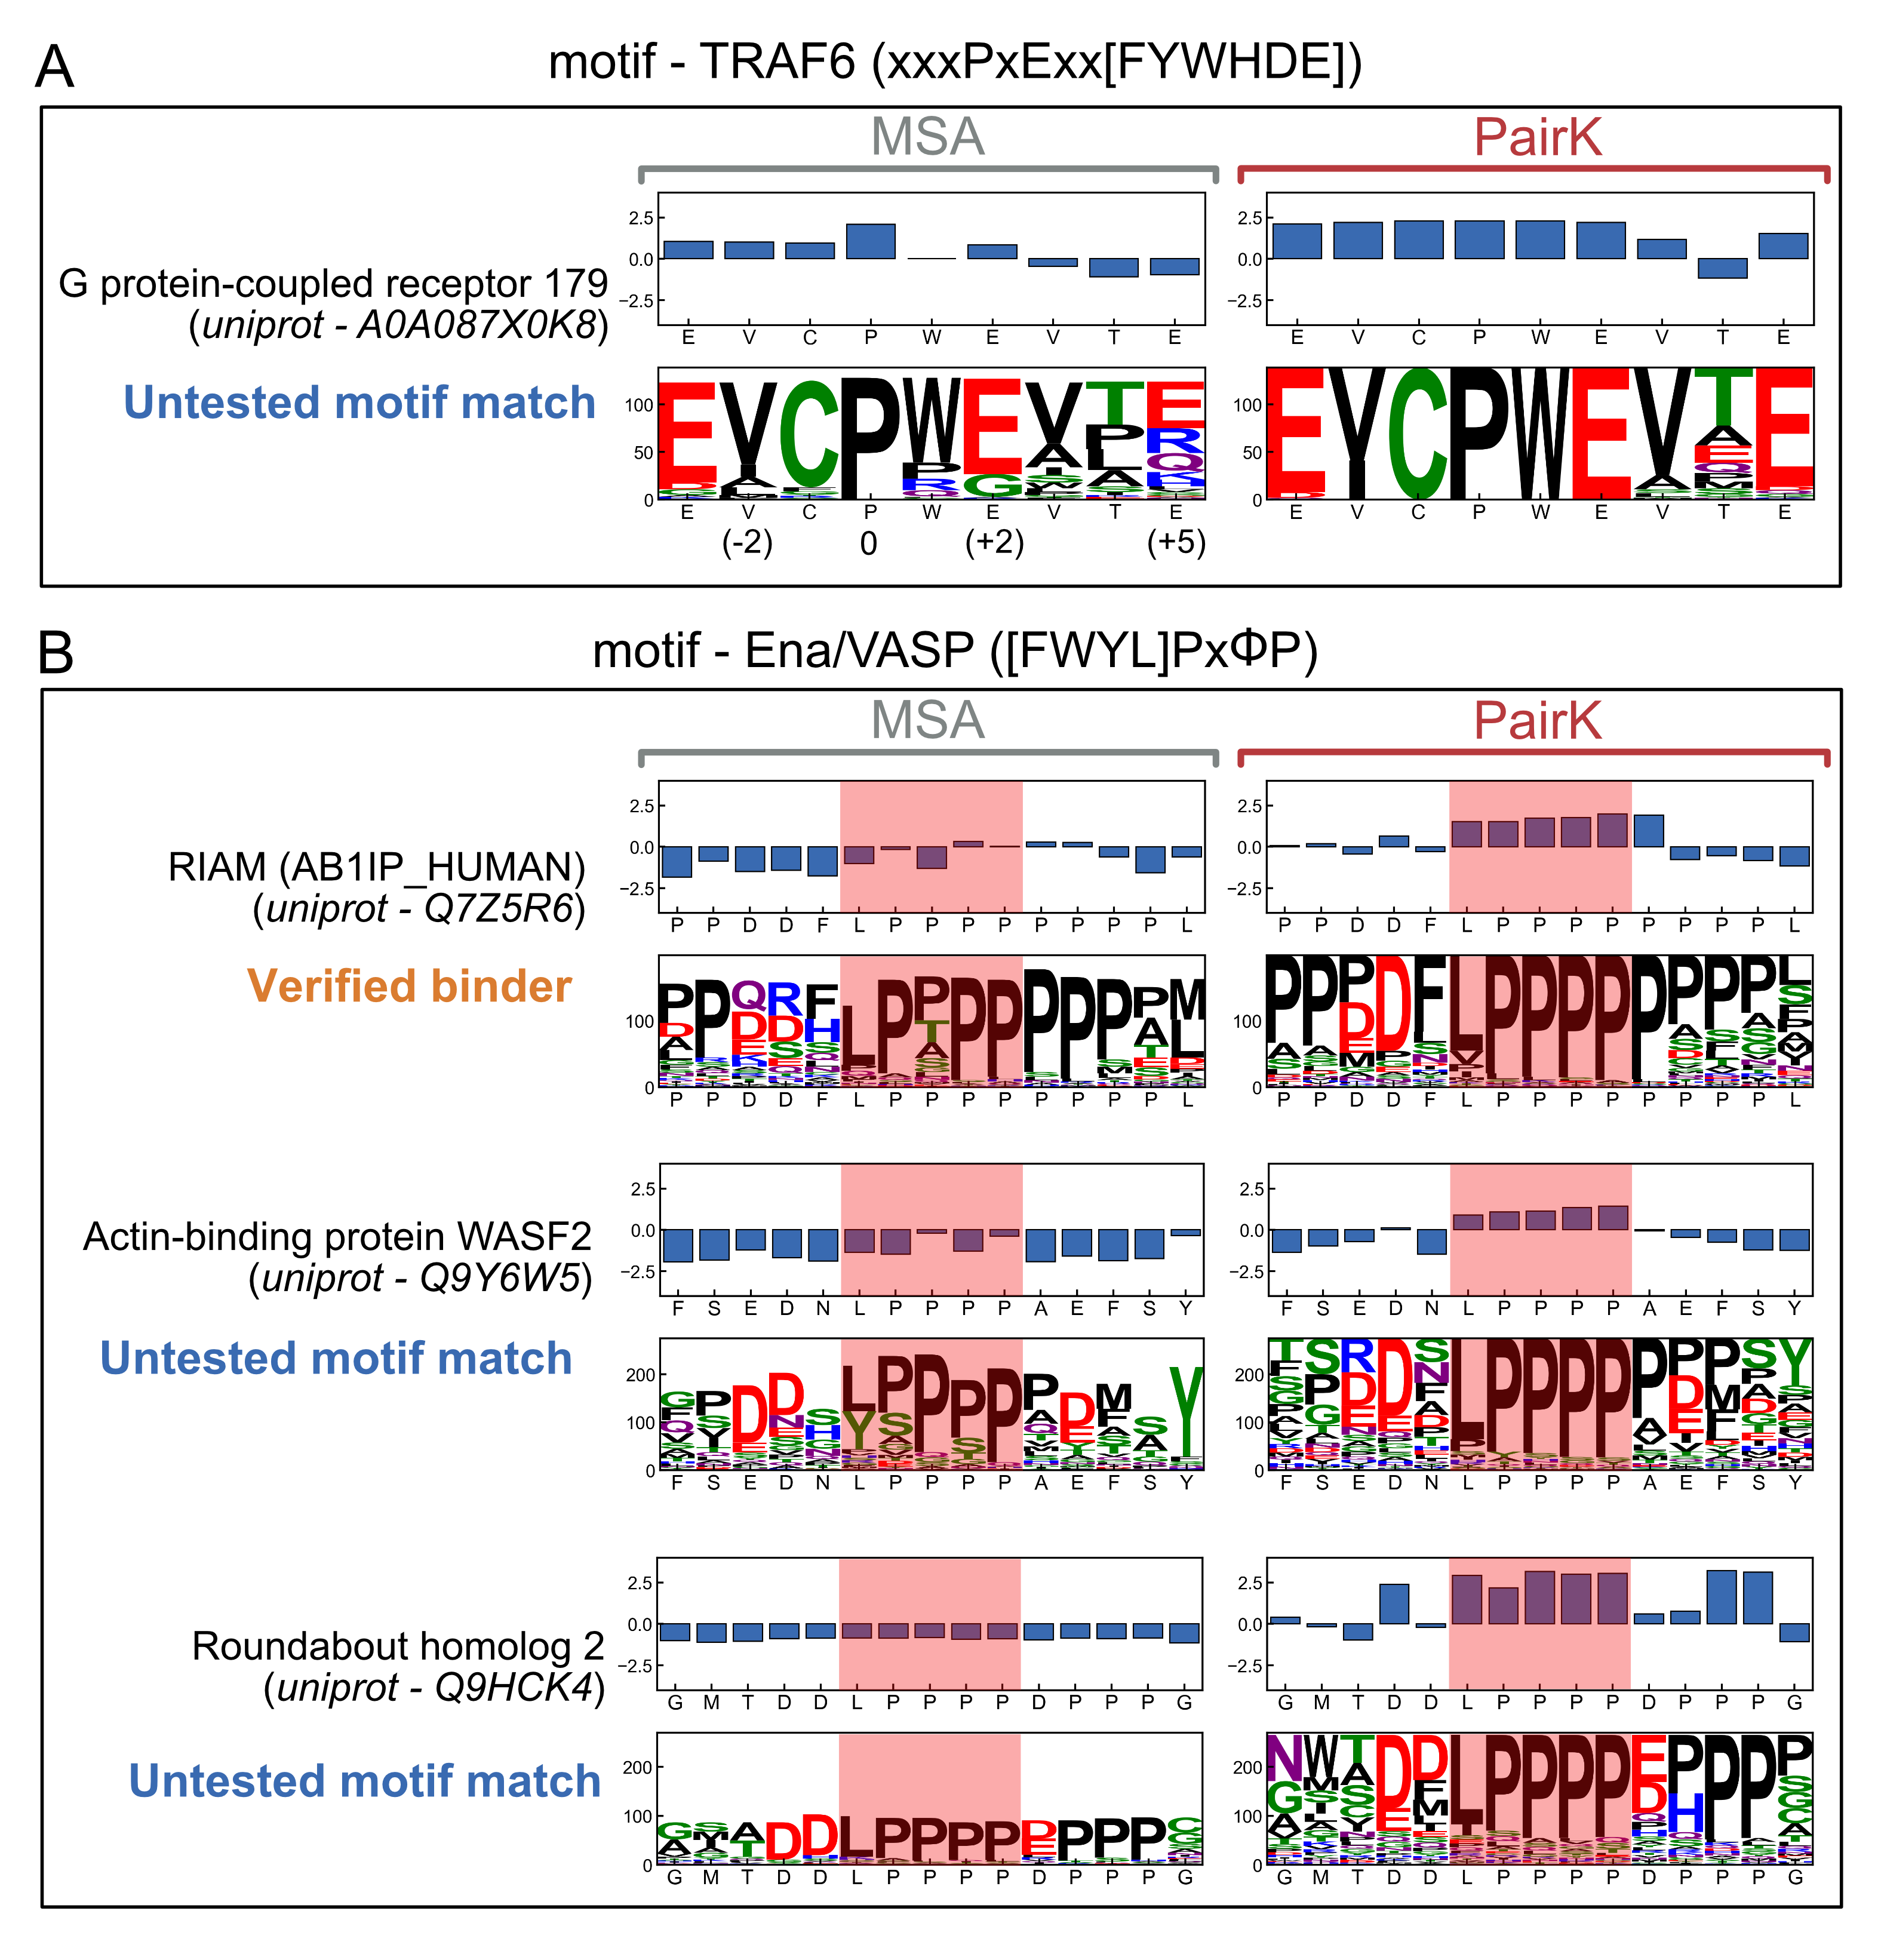 A
motif - TRAF6 (xxxPxExx[FYWHDE])
MSA
PairK
2.5
0.0
−2.5
E V C P W E V T E
2.5
0.0
−2.5
E V C P W E V T E
G protein-coupled receptor 179
(uniprot - A0A087X0K8)
Untested motif match
100
50
0
E V C P W E V T E
(-2) 0 (+2) (+5)
100
50
0
E V C P W E V T E
B
motif - Ena/VASP ([FWYL]PxΦP)
MSA
PairK
2.5
0.0
−2.5
P P D D F L P P P P P P P P L
2.5
0.0
−2.5
P P D D F L P P P P P P P P L
RIAM (AB1IP_HUMAN)
(uniprot - Q7Z5R6)
Verified binder
100
0
P P D D F L P P P P P P P P L
100
0
P P D D F L P P P P P P P P L
2.5
0.0
−2.5
F S E D N L P P P P A E F S Y
2.5
0.0
−2.5
F S E D N L P P P P A E F S Y
Actin-binding protein WASF2
(uniprot - Q9Y6W5)
Untested motif match
200
100
0
F S E D N L P P P P A E F S Y
200
100
0
F S E D N L P P P P A E F S Y
2.5
0.0
−2.5
G M T D D L P P P P D P P P G
2.5
0.0
−2.5
G M T D D L P P P P D P P P G
Roundabout homolog 2
(uniprot - Q9HCK4)
Untested motif match
200
100
0
G M T D D L P P P P D P P P G
200
100
0
G M T D D L P P P P D P P P G